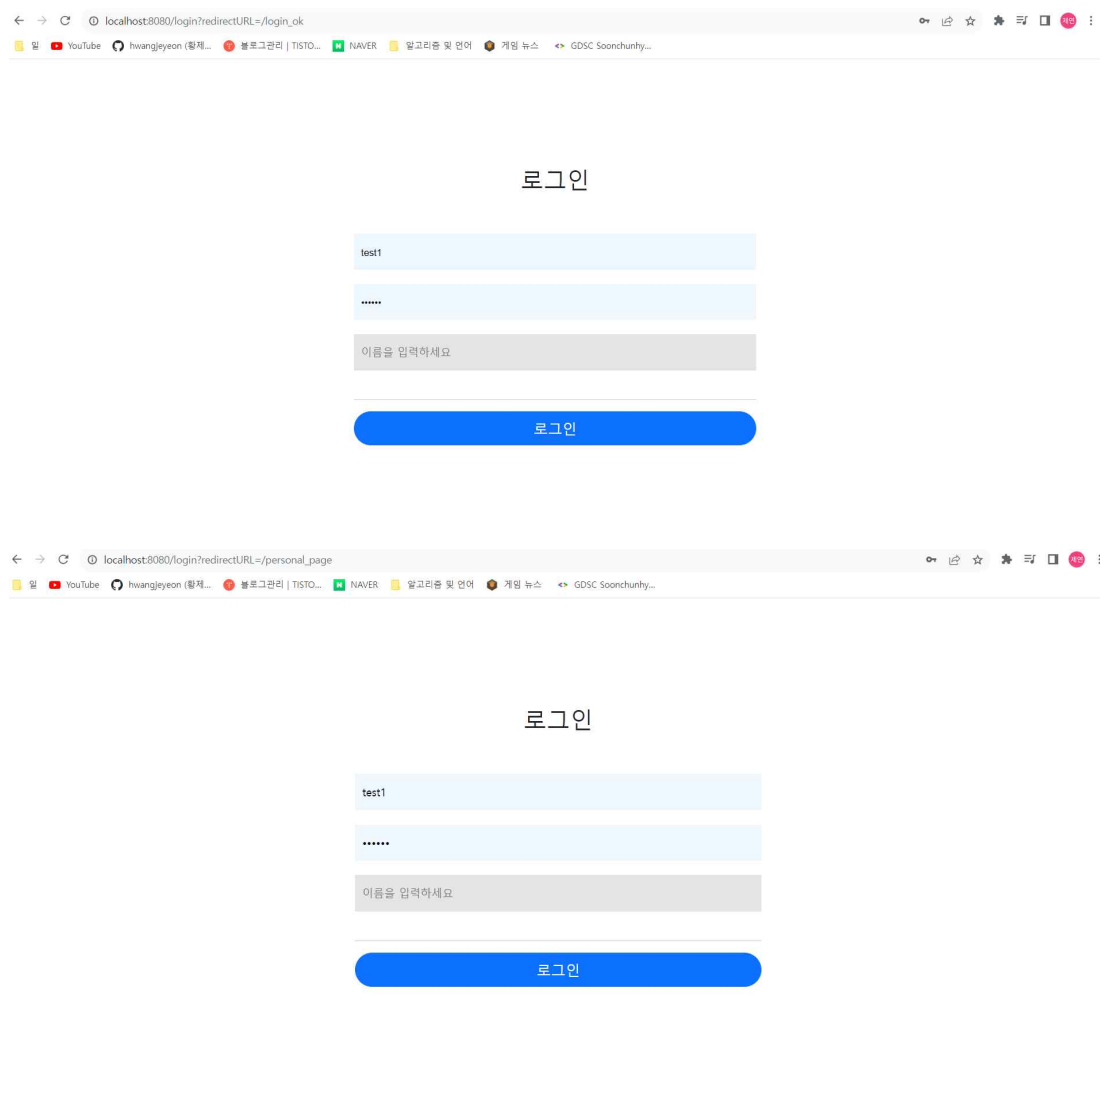 localhost:8080/login?redirectURL=/login_ok
제연
일 YouTube hwangjeyeon (황제... 블로그관리 | TISTO... NAVER 알고리즘 및 언어 게임 뉴스 GDSC Soonchunhy...
로그인
test1
••••••
이름을 입력하세요
로그인
localhost:8080/login?redirectURL=/personal_page
제연
일 YouTube hwangjeyeon (황제... 블로그관리 | TISTO... NAVER 알고리즘 및 언어 게임 뉴스 GDSC Soonchunhy...
로그인
test1
••••••
이름을 입력하세요
로그인